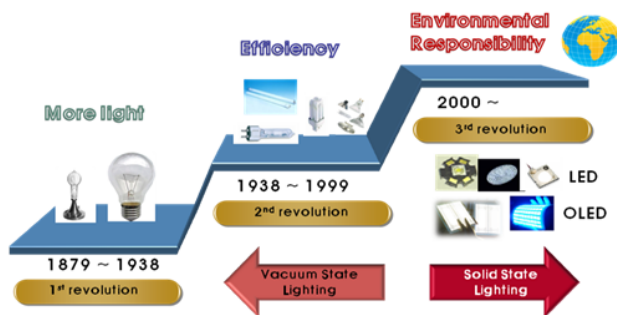 More light
1879 ~ 1938
1st revolution
Efficiency
1938 ~ 1999
2nd revolution
Environmental
Responsibility
2000 ~
3rd revolution
LED
OLED
Vacuum State
Lighting
Solid State
Lighting